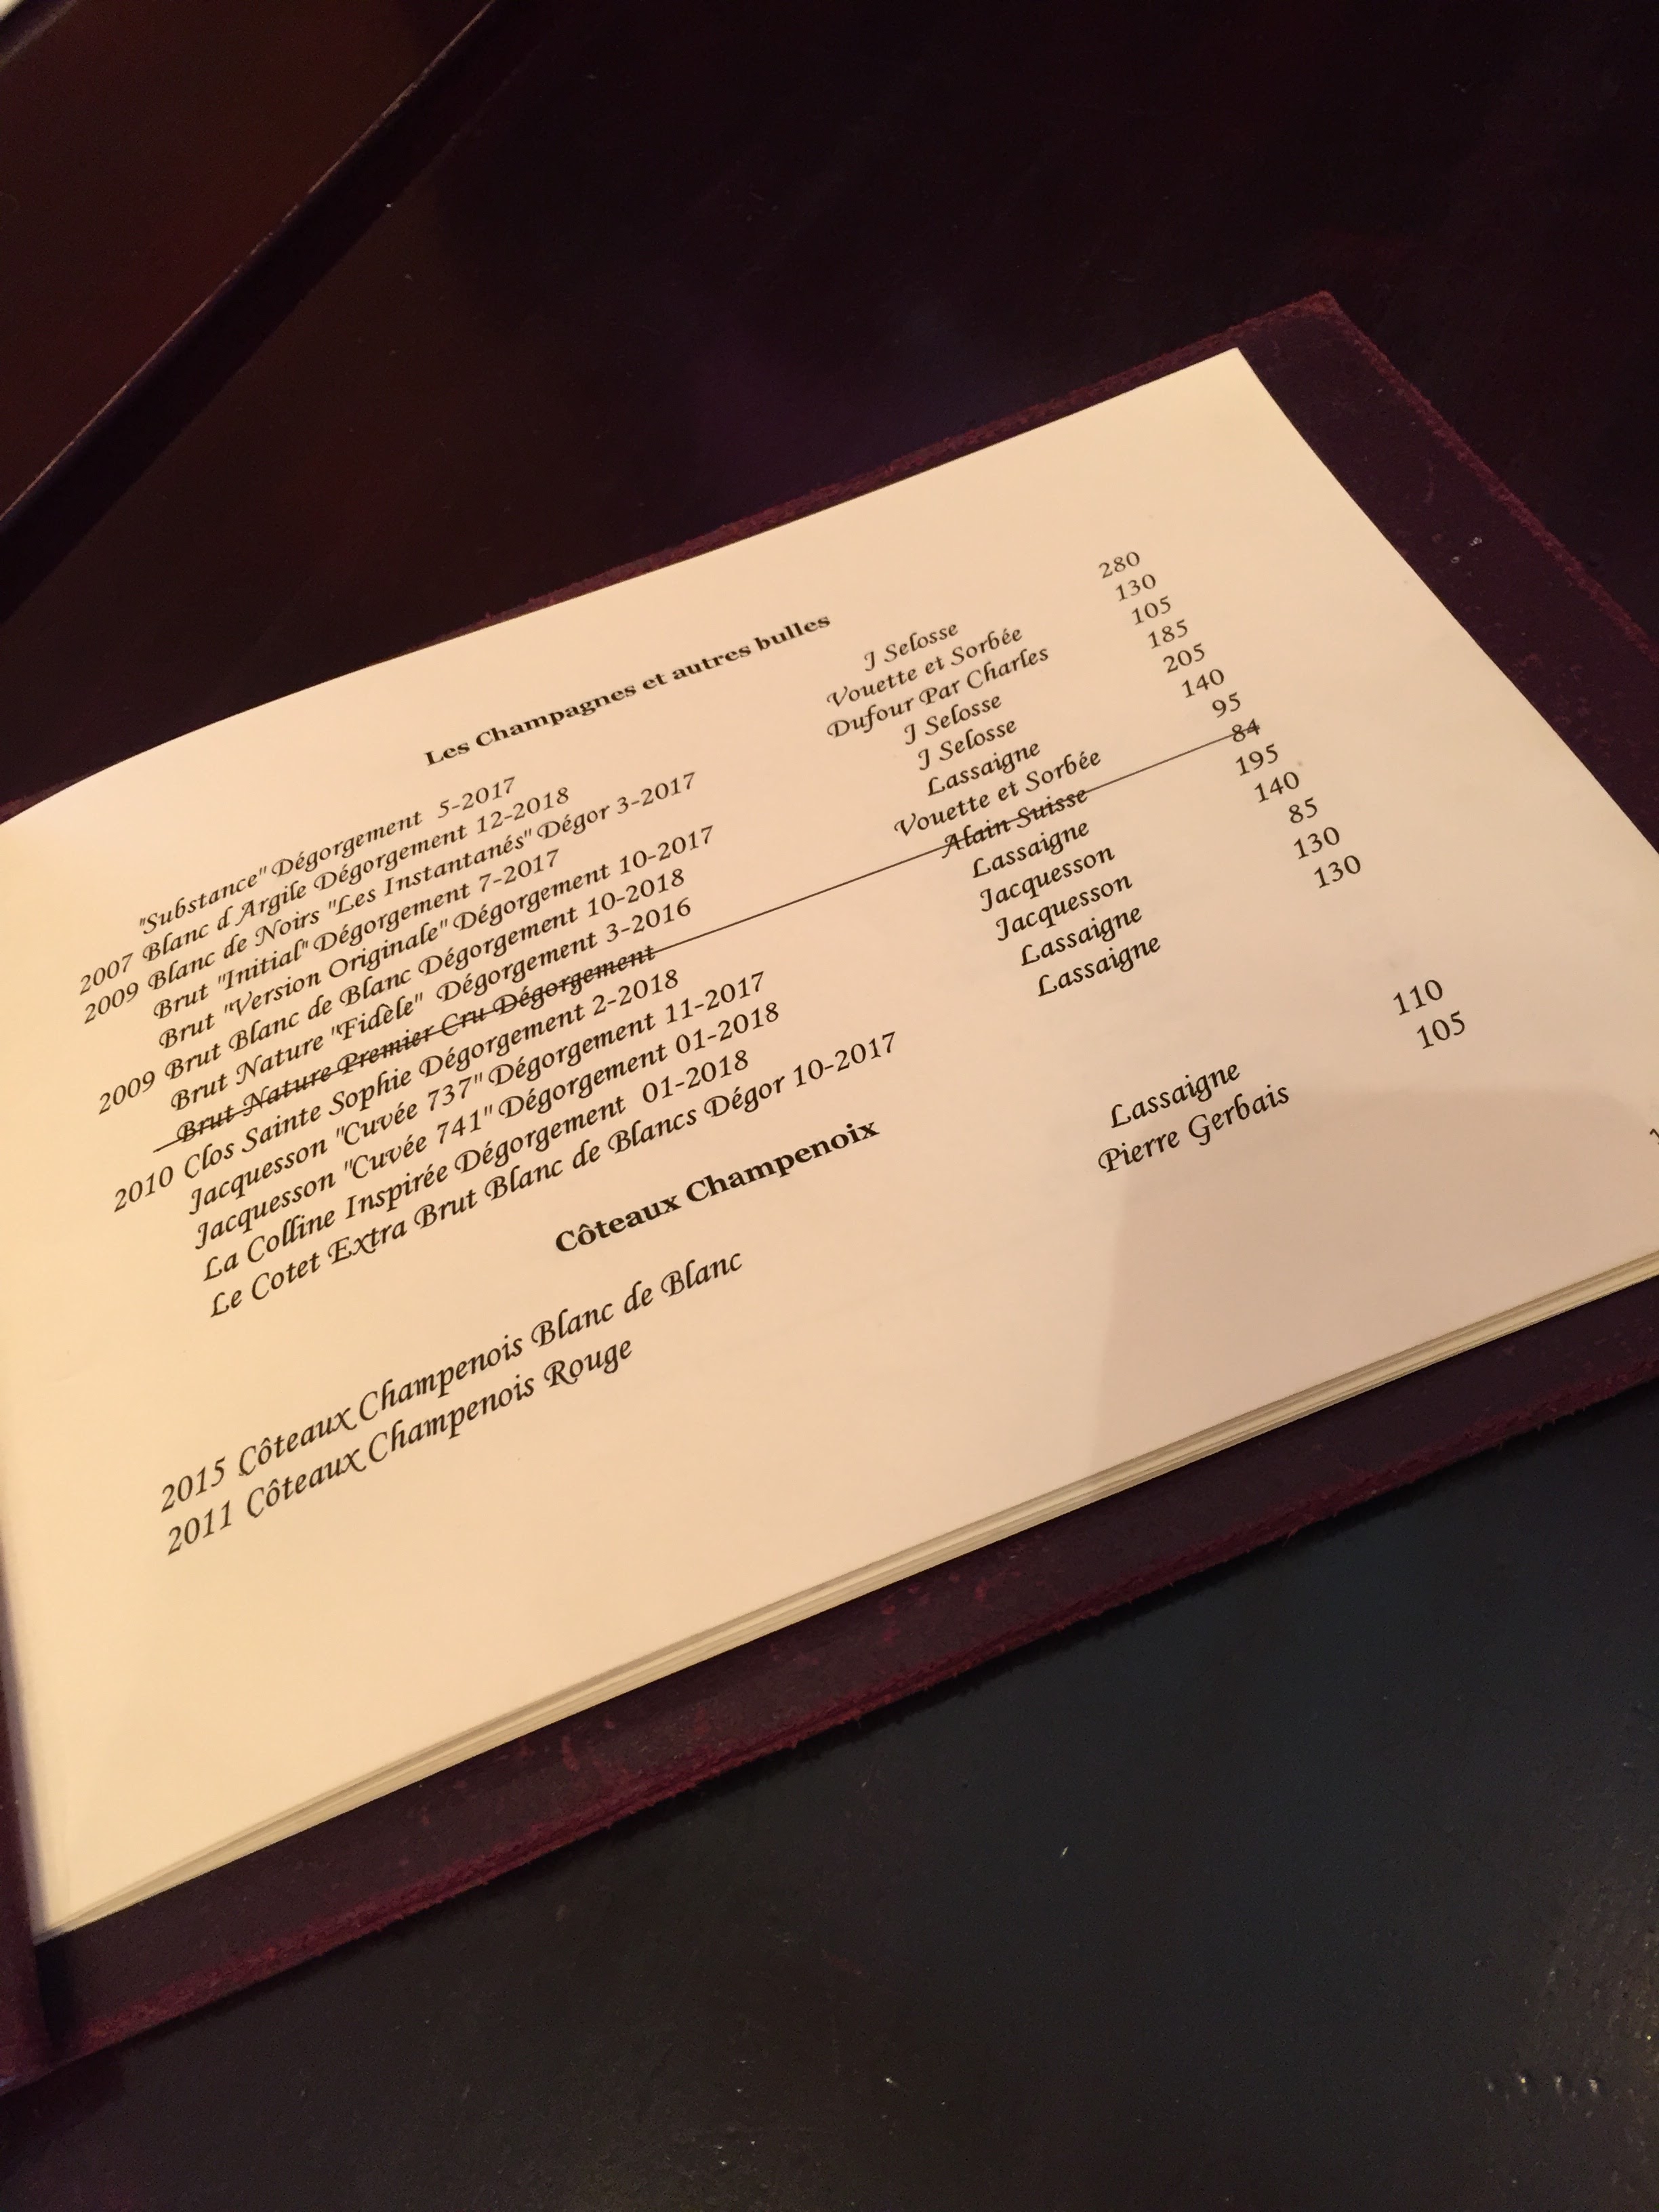 Les Champagnes et autres bulles
"Substance" Dégorgement 5-2017 J Selosse 280
2007 Blanc d Argile Dégorgement 12-2018 Vouette et Sorbée 130
2009 Blanc de Noirs "Les Instantanés" Dégor 3-2017 Dufour Par Charles 105
Brut "Initial" Dégorgement 7-2017 J Selosse 185
Brut "Version Originale" Dégorgement 10-2017 J Selosse 205
2009 Brut Blanc de Blanc Dégorgement 10-2018 Lassaigne 140
Brut Nature "Fidèle" Dégorgement 3-2016 Vouette et Sorbée 95
Brut Nature Premier Cru Dégorgement Alain Suisse 84
2010 Clos Sainte Sophie Dégorgement 2-2018 Lassaigne 195
Jacquesson "Cuvée 737" Dégorgement 11-2017 Jacquesson 140
Jacquesson "Cuvée 741" Dégorgement 01-2018 Jacquesson 85
La Colline Inspirée Dégorgement 01-2018 Lassaigne 130
Le Cotet Extra Brut Blanc de Blancs Dégor 10-2017 Lassaigne 130
Côteaux Champenoix
2015 Côteaux Champenois Blanc de Blanc Lassaigne 110
2011 Côteaux Champenois Rouge Pierre Gerbais 105